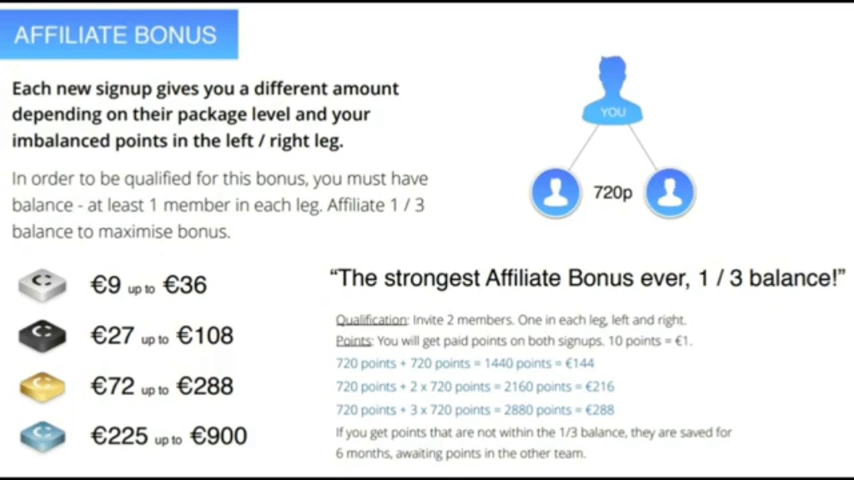 AFFILIATE BONUS
Each new signup gives you a different amount
depending on their package level and your
imbalanced points in the left / right leg.
In order to be qualified for this bonus, you must have
balance - at least 1 member in each leg. Affiliate 1 / 3
balance to maximise bonus.
YOU
720p
€9 up to €36
€27 up to €108
€72 up to €288
€225 up to €900
“The strongest Affiliate Bonus ever, 1 / 3 balance!”
Qualification: Invite 2 members. One in each leg, left and right.
Points: You will get paid points on both signups. 10 points = €1.
720 points + 720 points = 1440 points = €144
720 points + 2 x 720 points = 2160 points = €216
720 points + 3 x 720 points = 2880 points = €288
If you get points that are not within the 1/3 balance, they are saved for
6 months, awaiting points in the other team.